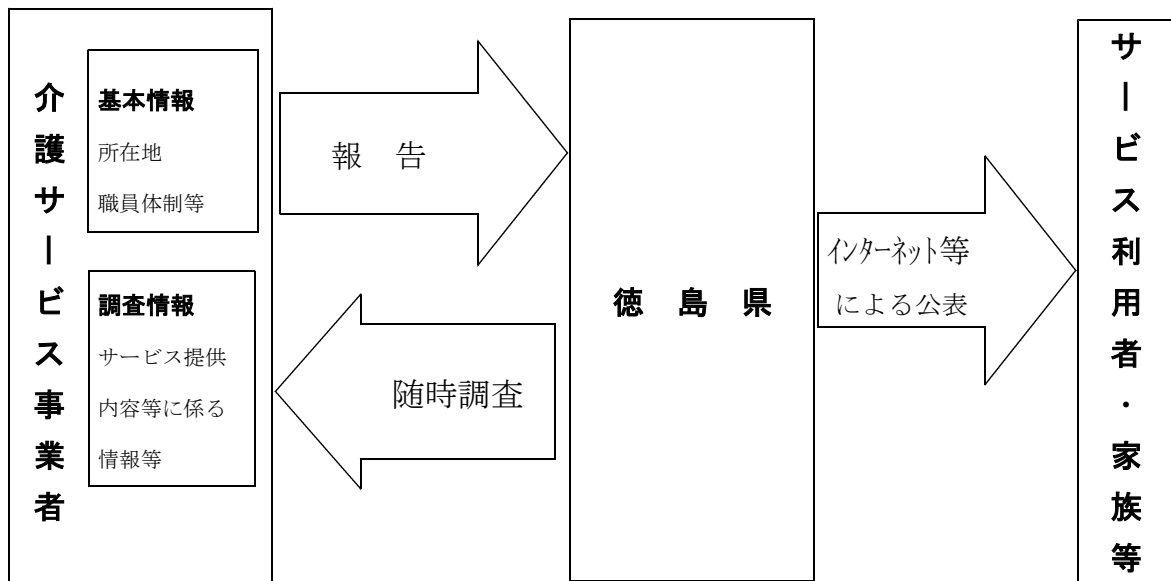 介護サービス事業者
基本情報
所在地
職員体制等
調査情報
サービス提供
内容等に係る
情報等
報 告
随時調査
徳 島 県
インターネット等
による公表
サービス利用者・家族等